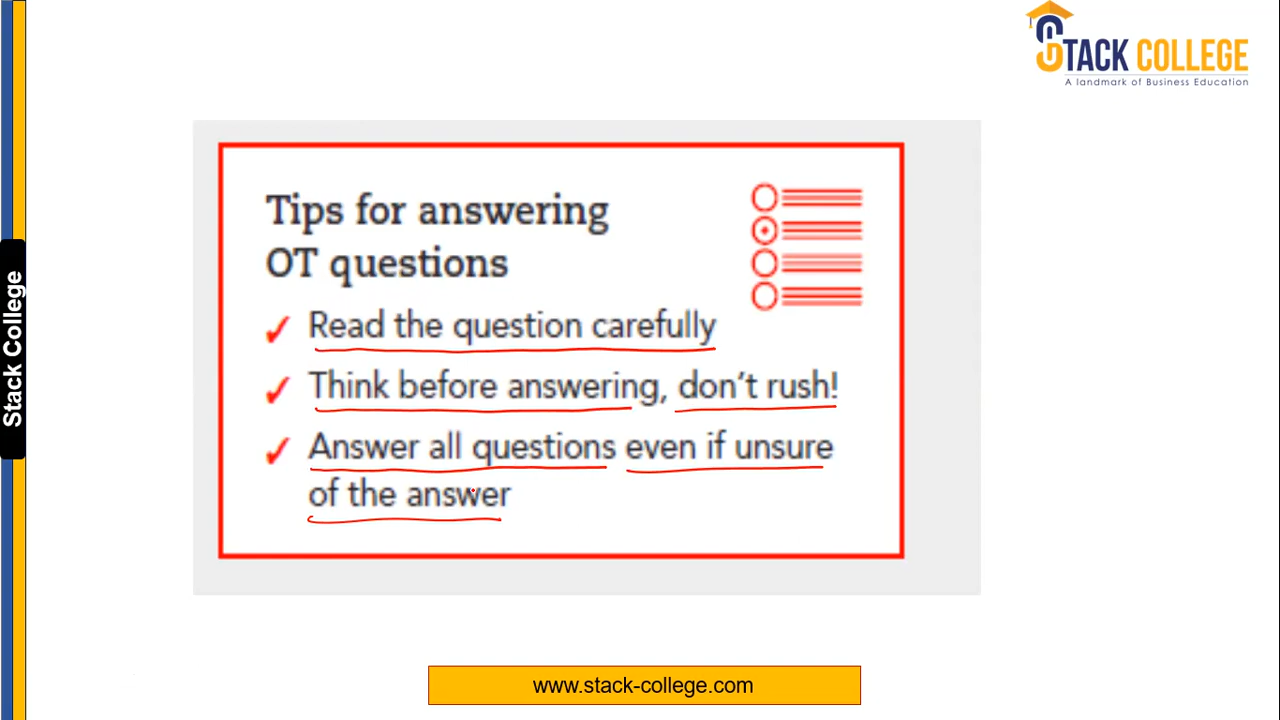 STACK COLLEGE
A landmark of Business Education
Tips for answering
OT questions
Read the question carefully
Think before answering, don't rush!
Answer all questions even if unsure
of the answer
Stack College
www.stack-college.com